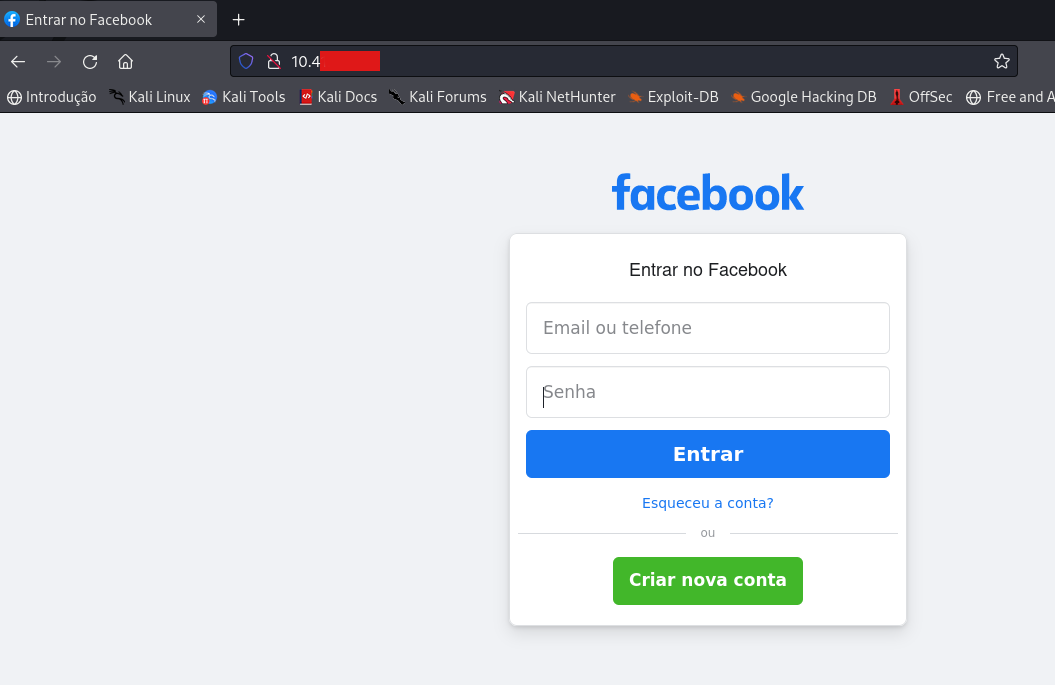 Entrar no Facebook
10.4
Introdução Kali Linux Kali Tools Kali Docs Kali Forums Kali NetHunter Exploit-DB Google Hacking DB OffSec Free and A
facebook
Entrar no Facebook
Email ou telefone
Senha
Entrar
Esqueceu a conta?
ou
Criar nova conta